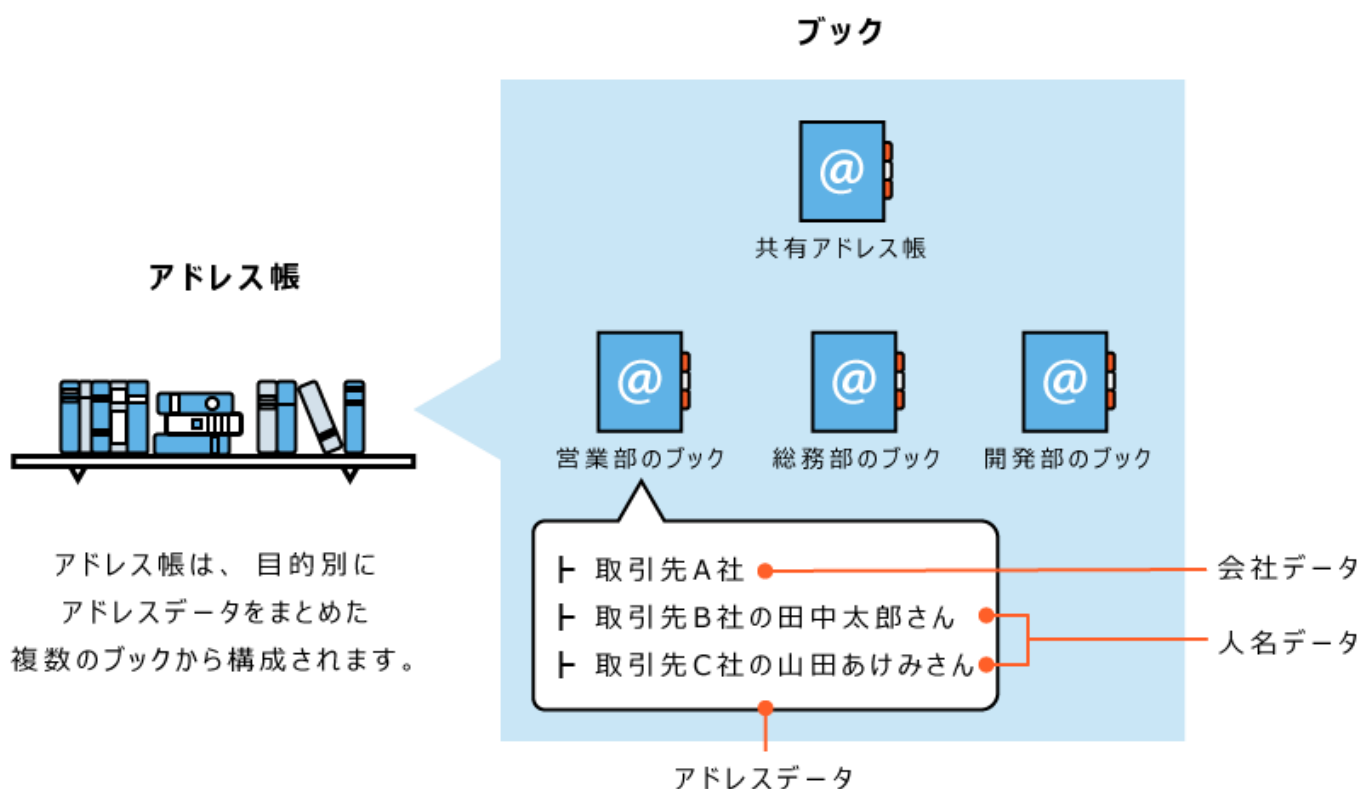 ブック
@
共有アドレス帳
アドレス帳
@
@
@
営業部のブック
総務部のブック
開発部のブック
アドレス帳は、目的別に
アドレスデータをまとめた
複数のブックから構成されます。
取引先A社
会社データ
取引先B社の田中太郎さん
人名データ
取引先C社の山田あけみさん
アドレスデータ